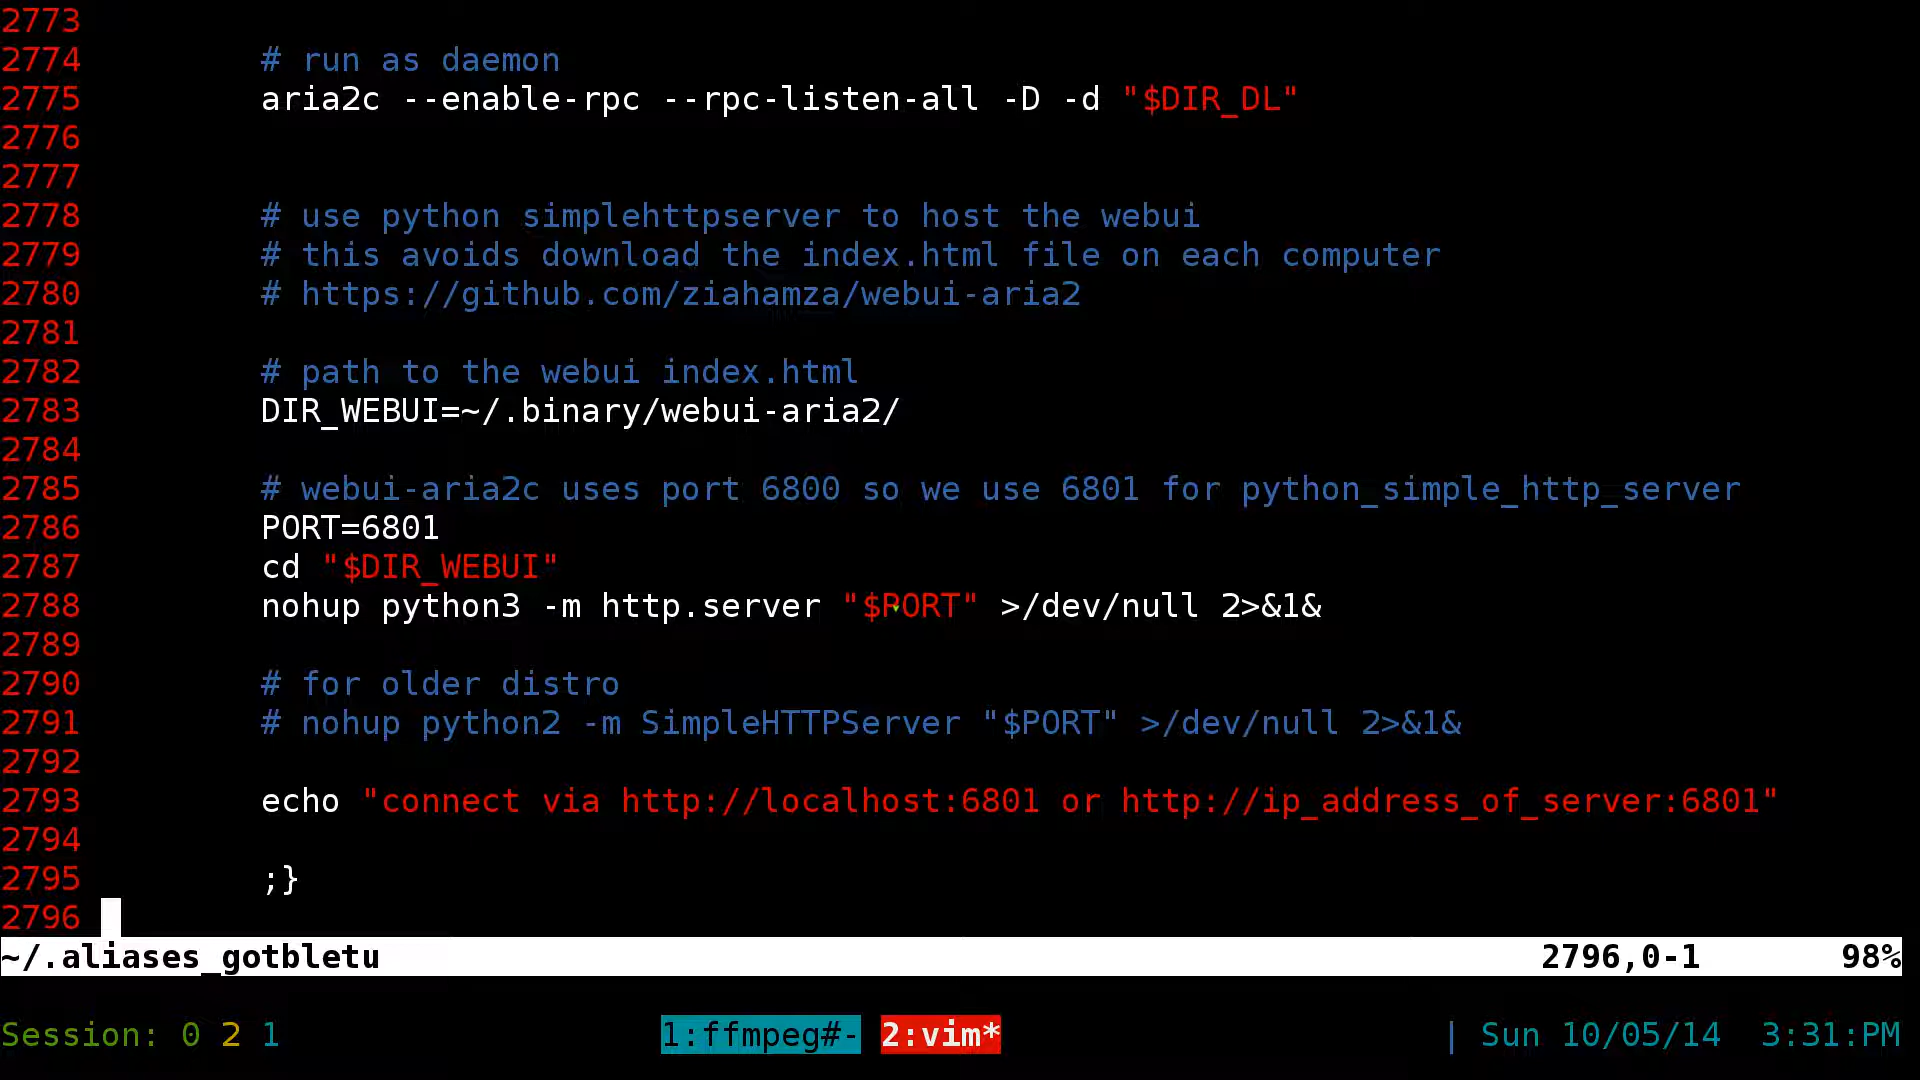 2773
2774 # run as daemon
2775 aria2c --enable-rpc --rpc-listen-all -D -d "$DIR_DL"
2776
2777
2778 # use python simplehttpserver to host the webui
2779 # this avoids download the index.html file on each computer
2780 # https://github.com/ziahamza/webui-aria2
2781
2782 # path to the webui index.html
2783 DIR_WEBUI=~/.binary/webui-aria2/
2784
2785 # webui-aria2c uses port 6800 so we use 6801 for python_simple_http_server
2786 PORT=6801
2787 cd "$DIR_WEBUI"
2788 nohup python3 -m http.server "$PORT" >/dev/null 2>&1&
2789
2790 # for older distro
2791 # nohup python2 -m SimpleHTTPServer "$PORT" >/dev/null 2>&1&
2792
2793 echo "connect via http://localhost:6801 or http://ip_address_of_server:6801"
2794
2795 ;}
2796
~/.aliases_gotbletu 2796,0-1 98%
Session: 0 2 1 1:ffmpeg#- 2:vim* | Sun 10/05/14 3:31:PM